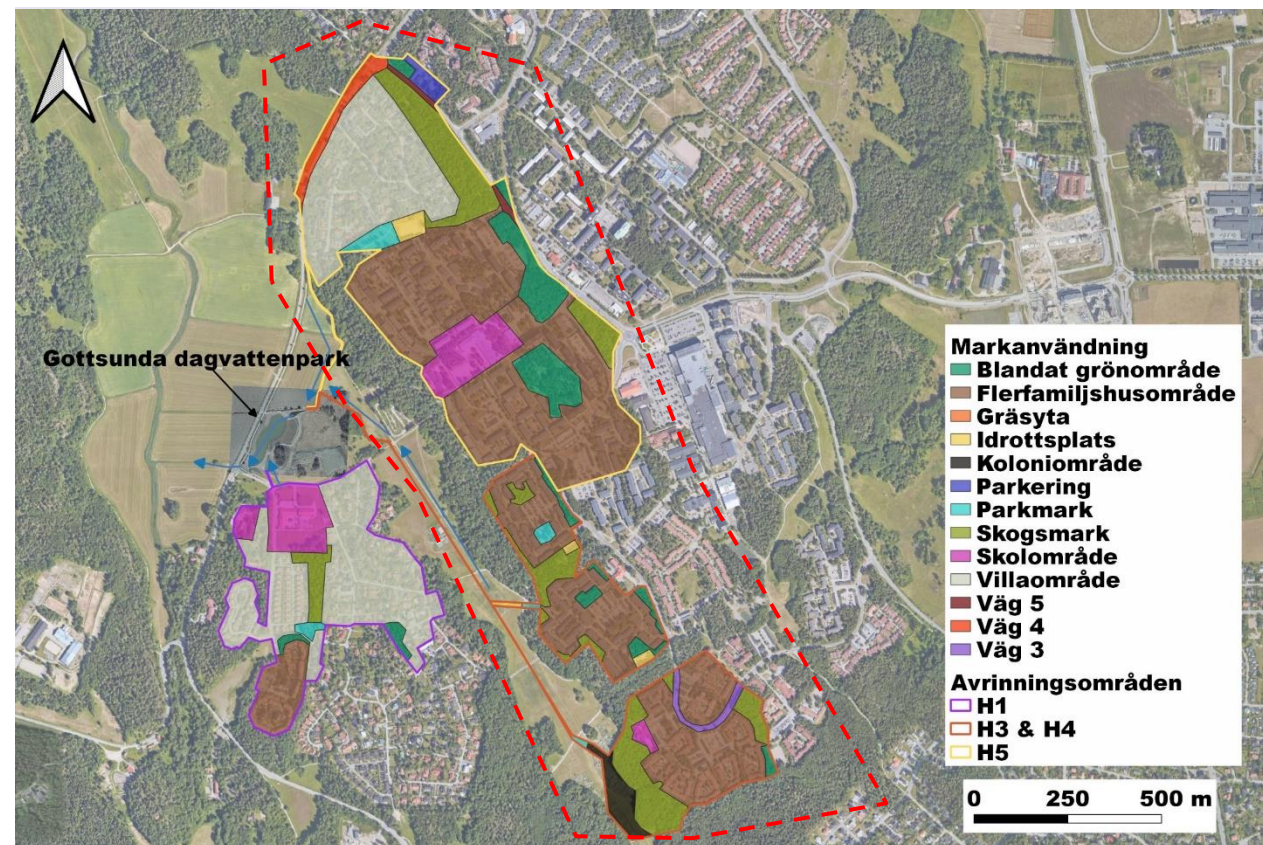 Gottsunda dagvattenpark
Markanvändning
Blandat grönområde
Flerfamiljshusområde
Gräsyta
Idrottsplats
Koloniområde
Parkering
Parkmark
Skogsmark
Skolområde
Villaområde
Väg 5
Väg 4
Väg 3
Avrinningsområden
H1
H3 & H4
H5
0 250 500 m